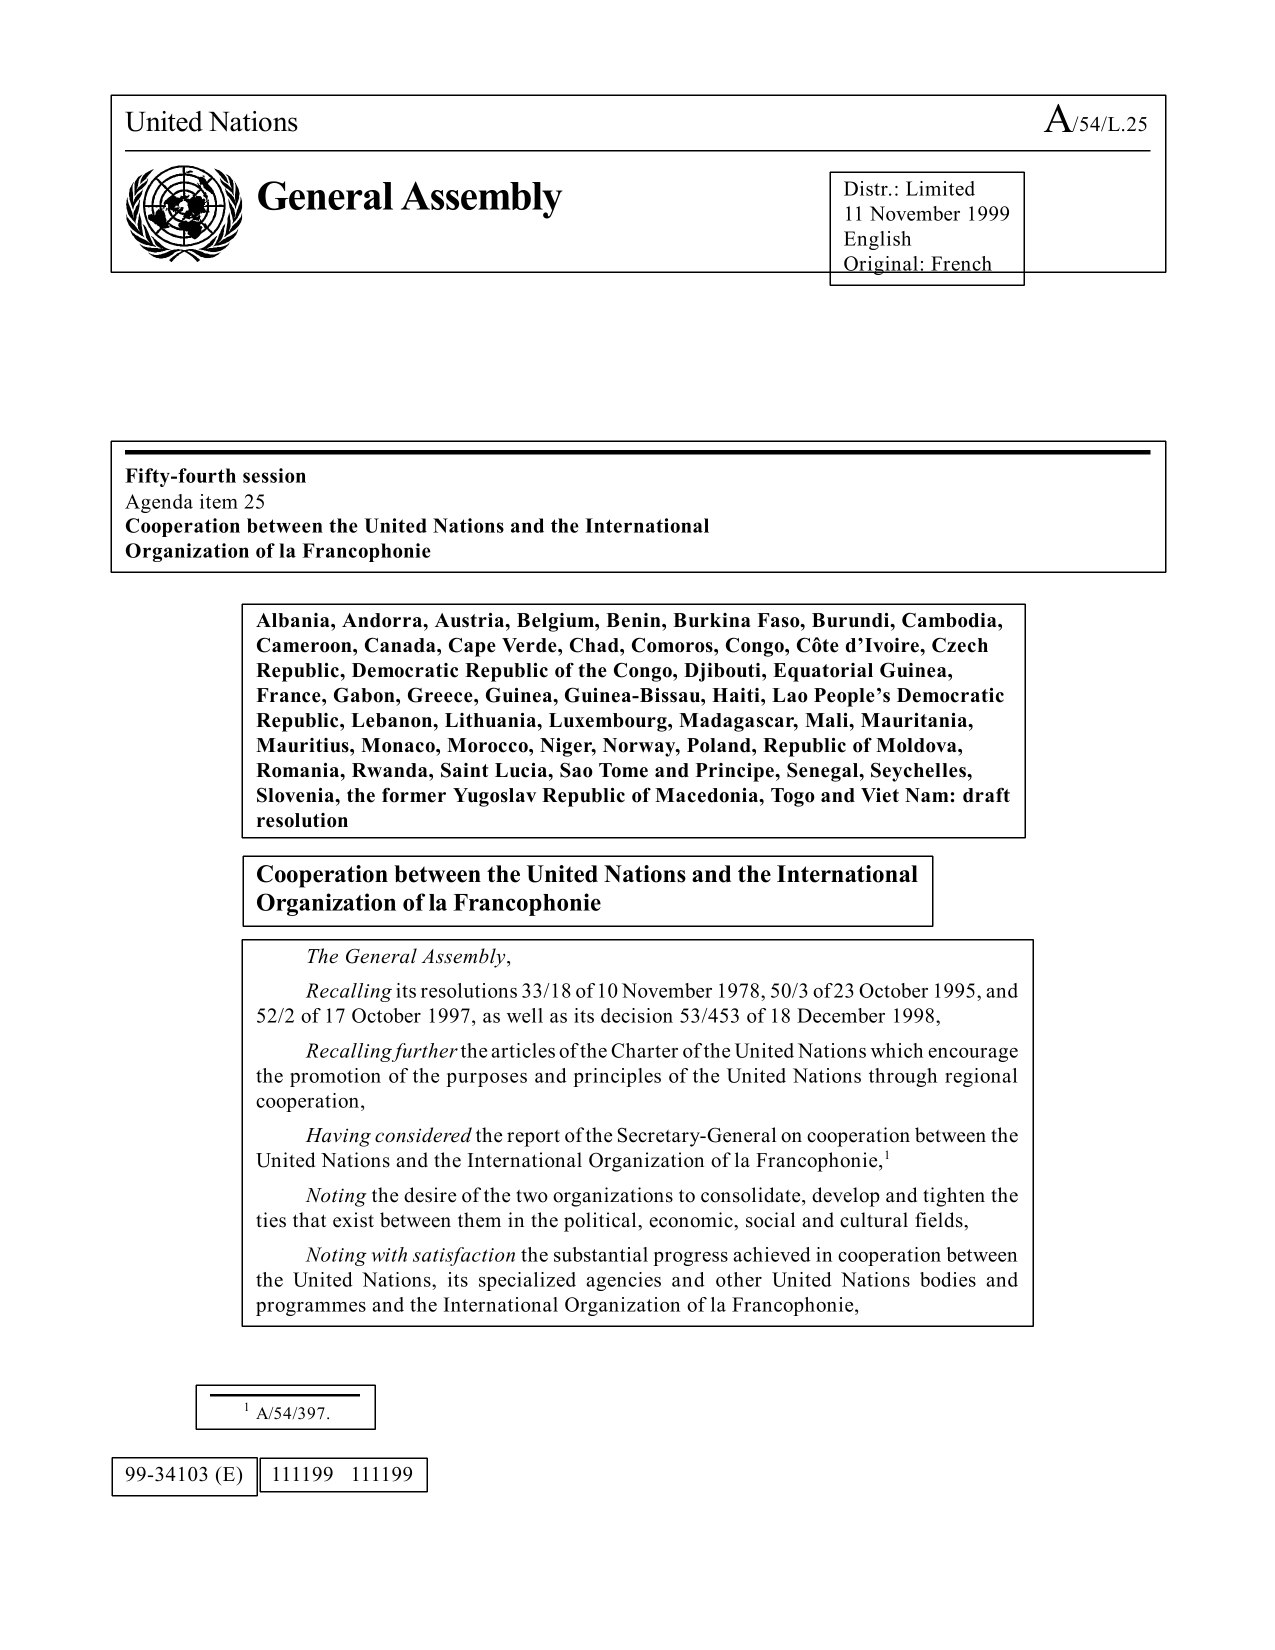 United Nations
A/54/L.25
General Assembly
Distr.: Limited
11 November 1999
English
Original: French
Fifty-fourth session
Agenda item 25
Cooperation between the United Nations and the International
Organization of la Francophonie
Albania, Andorra, Austria, Belgium, Benin, Burkina Faso, Burundi, Cambodia,
Cameroon, Canada, Cape Verde, Chad, Comoros, Congo, Côte d’Ivoire, Czech
Republic, Democratic Republic of the Congo, Djibouti, Equatorial Guinea,
France, Gabon, Greece, Guinea, Guinea-Bissau, Haiti, Lao People’s Democratic
Republic, Lebanon, Lithuania, Luxembourg, Madagascar, Mali, Mauritania,
Mauritius, Monaco, Morocco, Niger, Norway, Poland, Republic of Moldova,
Romania, Rwanda, Saint Lucia, Sao Tome and Principe, Senegal, Seychelles,
Slovenia, the former Yugoslav Republic of Macedonia, Togo and Viet Nam: draft
resolution
Cooperation between the United Nations and the International
Organization of la Francophonie
The General Assembly,
Recalling its resolutions 33/18 of 10 November 1978, 50/3 of 23 October 1995, and
52/2 of 17 October 1997, as well as its decision 53/453 of 18 December 1998,
Recalling further the articles of the Charter of the United Nations which encourage
the promotion of the purposes and principles of the United Nations through regional
cooperation,
Having considered the report of the Secretary-General on cooperation between the
United Nations and the International Organization of la Francophonie,1
Noting the desire of the two organizations to consolidate, develop and tighten the
ties that exist between them in the political, economic, social and cultural fields,
Noting with satisfaction the substantial progress achieved in cooperation between
the United Nations, its specialized agencies and other United Nations bodies and
programmes and the International Organization of la Francophonie,
1 A/54/397.
99-34103 (E) 111199 111199